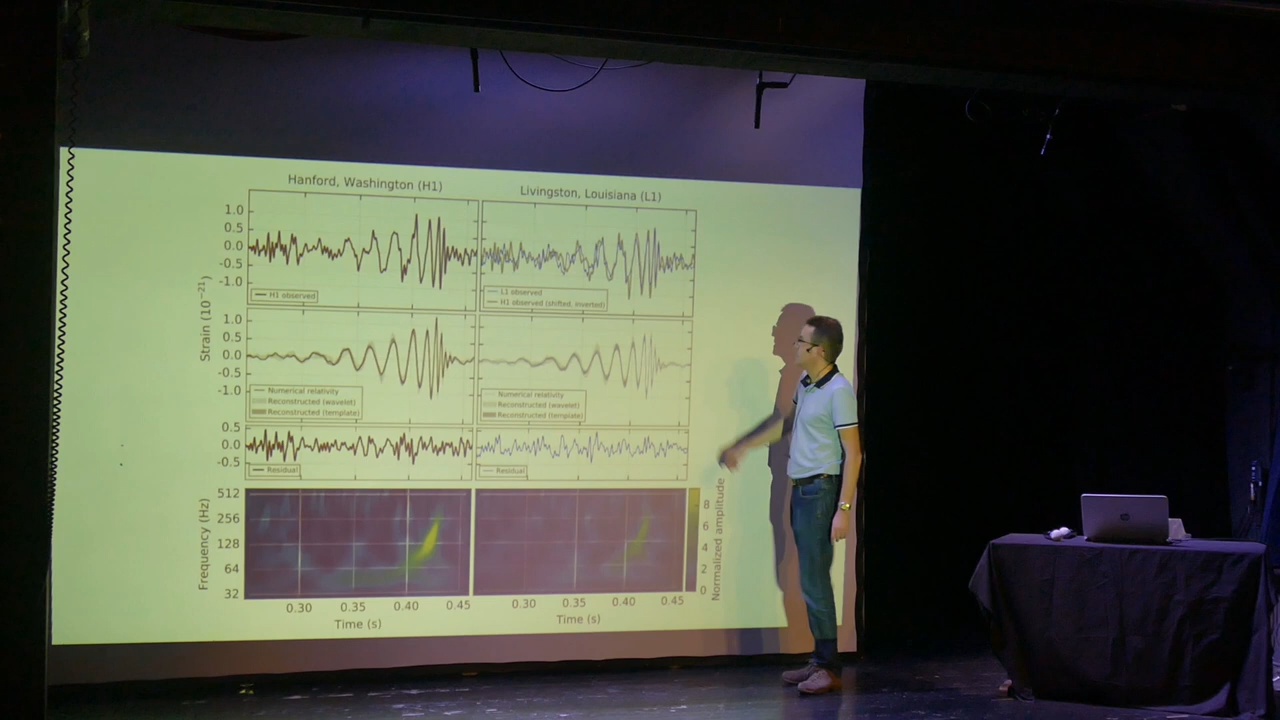 Hanford, Washington (H1)
Livingston, Louisiana (L1)
1.0
0.5
0.0
-0.5
-1.0
H1 observed
L1 observed
H1 observed (shifted, inverted)
Strain (10⁻²¹)
1.0
0.5
0.0
-0.5
-1.0
Numerical relativity
Reconstructed (wavelet)
Reconstructed (template)
Numerical relativity
Reconstructed (wavelet)
Reconstructed (template)
0.5
0.0
-0.5
Residual
Residual
Frequency (Hz)
512
256
128
64
32
8
6
4
2
0
Normalized amplitude
0.30 0.35 0.40 0.45
0.30 0.35 0.40 0.45
Time (s)
Time (s)